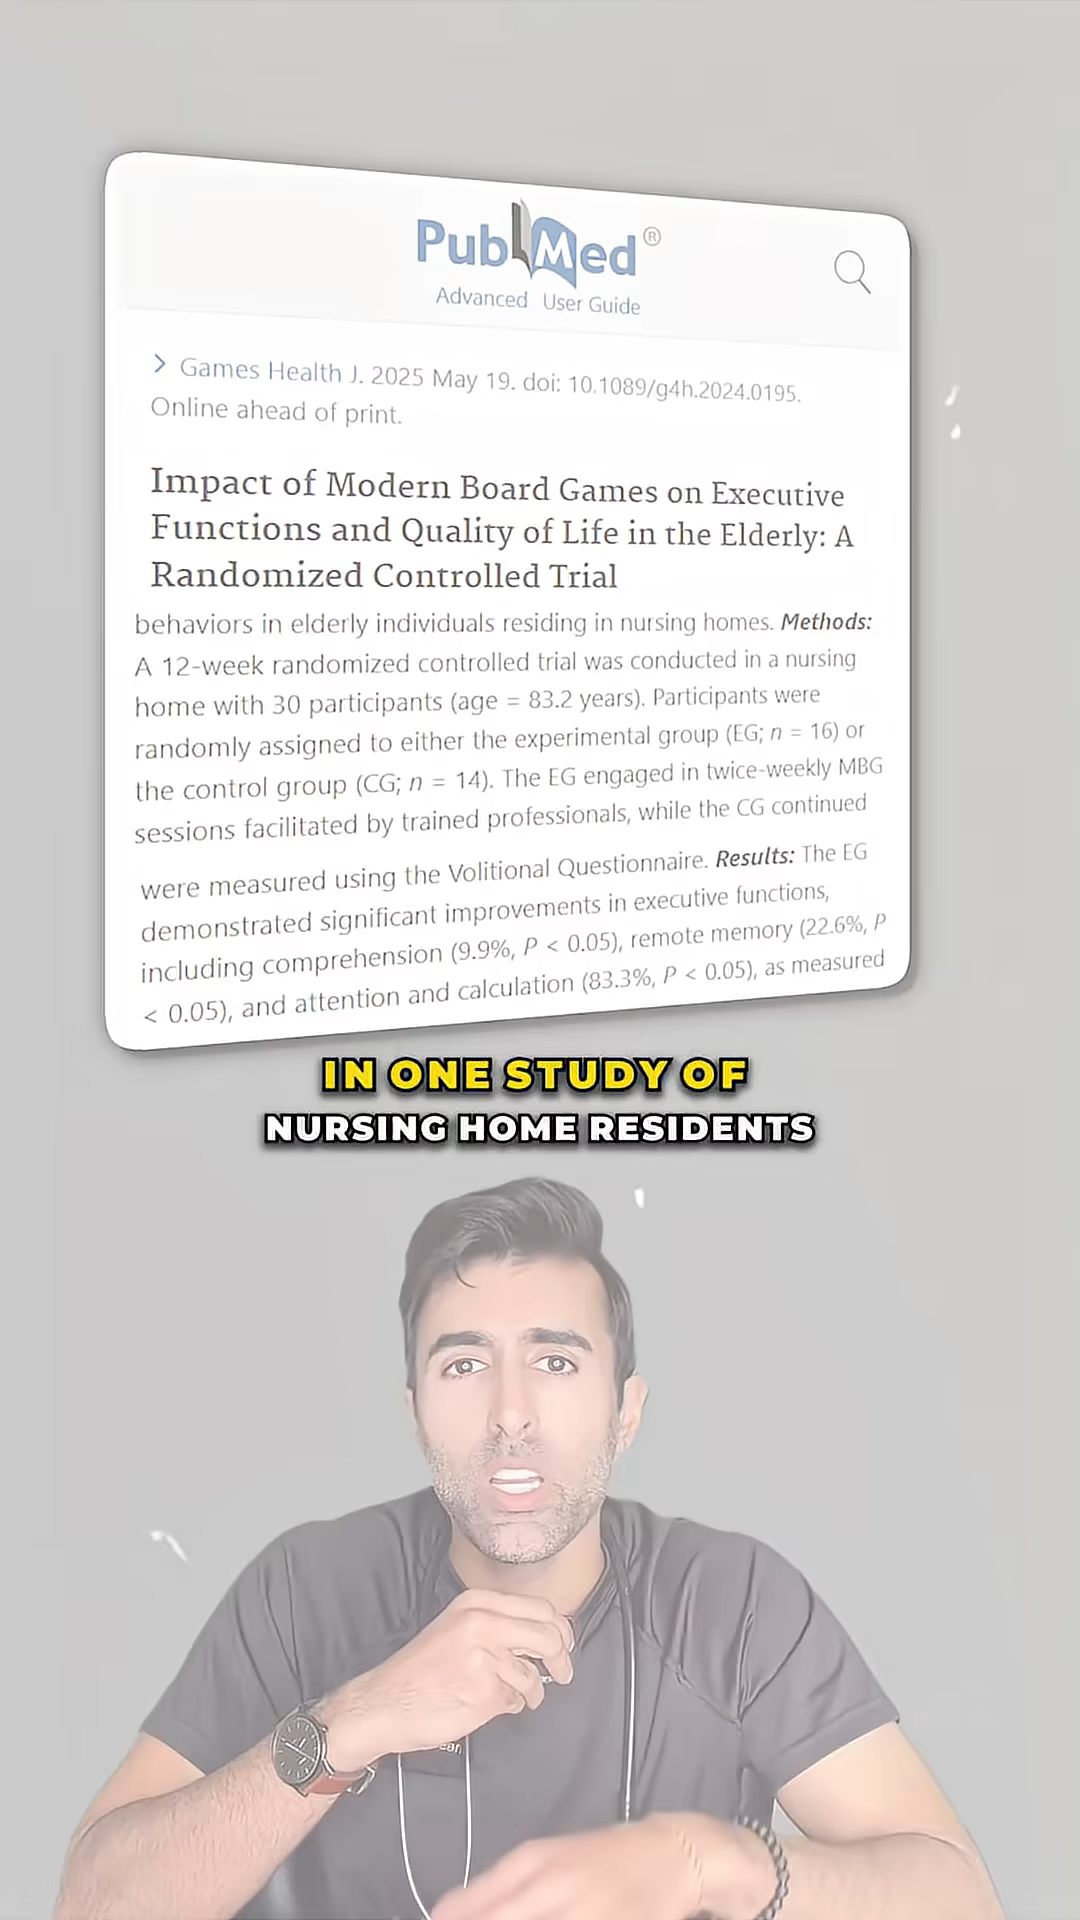 PubMed®
Advanced User Guide
> Games Health J. 2025 May 19. doi: 10.1089/g4h.2024.0195.
Online ahead of print.
Impact of Modern Board Games on Executive
Functions and Quality of Life in the Elderly: A
Randomized Controlled Trial
behaviors in elderly individuals residing in nursing homes. Methods:
A 12-week randomized controlled trial was conducted in a nursing
home with 30 participants (age = 83.2 years). Participants were
randomly assigned to either the experimental group (EG; n = 16) or
the control group (CG; n = 14). The EG engaged in twice-weekly MBG
sessions facilitated by trained professionals, while the CG continued
were measured using the Volitional Questionnaire. Results: The EG
demonstrated significant improvements in executive functions,
including comprehension (9.9%, P < 0.05), remote memory (22.6%, P
< 0.05), and attention and calculation (83.3%, P < 0.05), as measured
IN ONE STUDY OF
NURSING HOME RESIDENTS